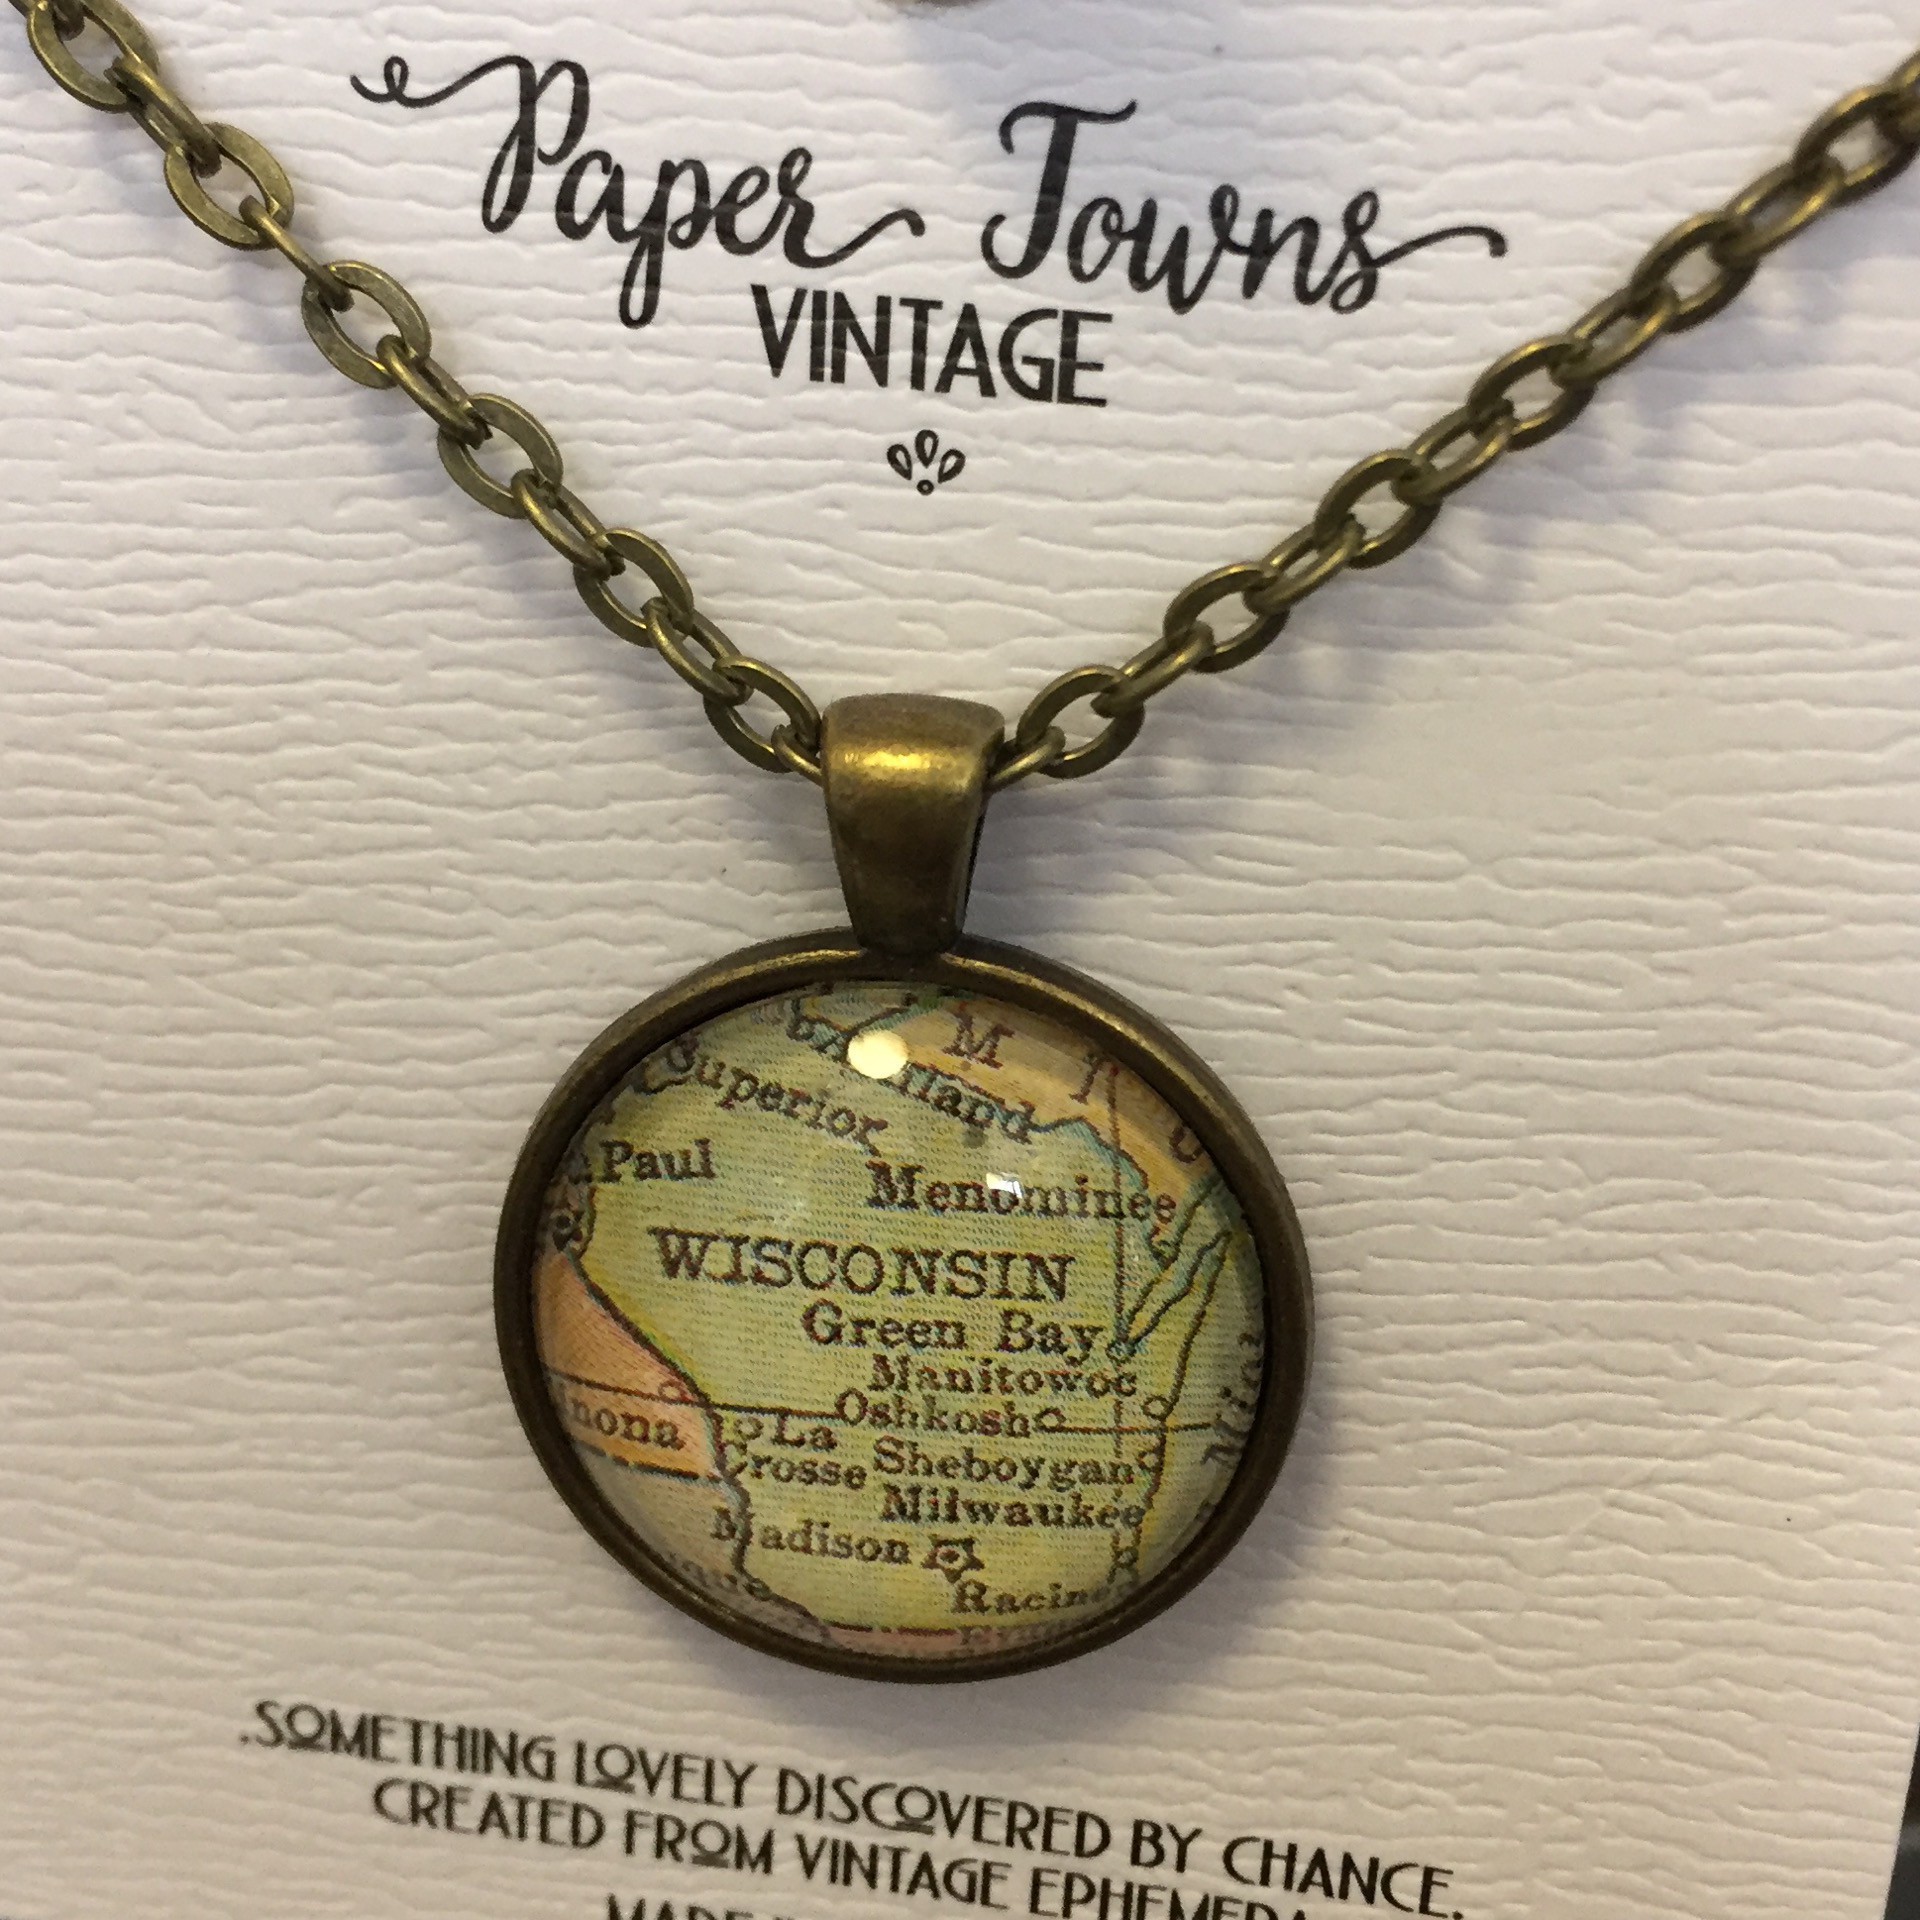 Paper Towns
VINTAGE
M I
Superior
Paul
Menominee
WISCONSIN
Green Bay
Manitowoc
Oshkosh
La
Crosse
Sheboygan
Milwaukee
Madison
.SOMETHING LOVELY DISCOVERED BY CHANCE.
CREATED FROM VINTAGE